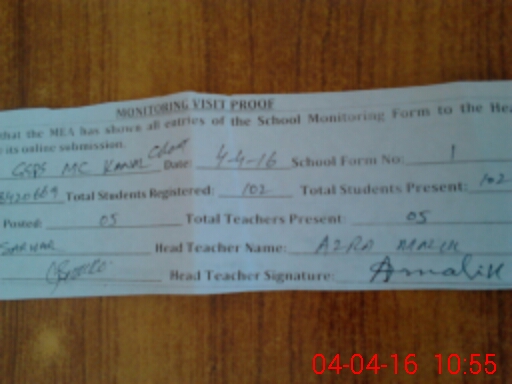 MONITORING VISIT PROOF
that the MEA has shown all entries of the School Monitoring Form to the Hea
its online submission.
GGPS MC Date: 4-4-16 School Form No: 1
Total Students Registered: 102 Total Students Present: 102
Posted: 05 Total Teachers Present: 05
SARWAR Head Teacher Name: AZRA MALIK
Head Teacher Signature: Amalik
04-04-16 10:55